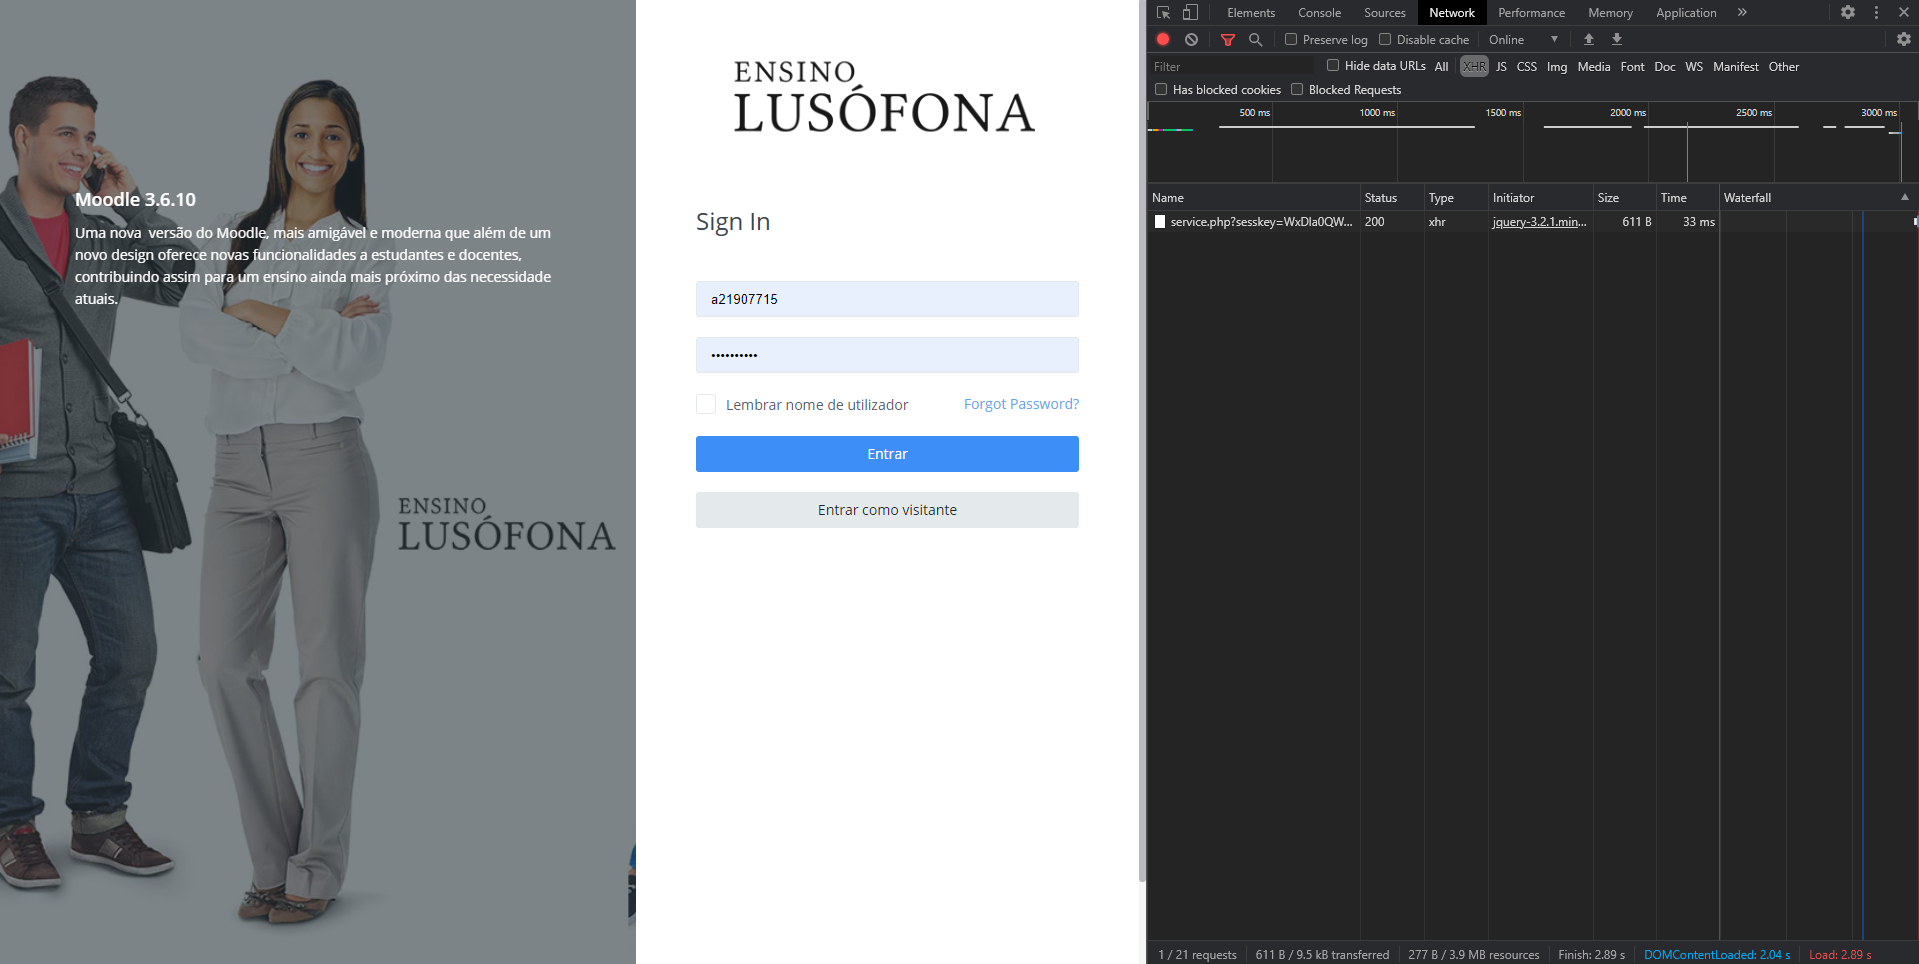 Moodle 3.6.10
Uma nova  versão do Moodle, mais amigável e moderna que além de um
novo design oferece novas funcionalidades a estudantes e docentes,
contribuindo assim para um ensino ainda mais próximo das necessidade
atuais.
ENSINO
LUSÓFONA
ENSINO
LUSÓFONA
Sign In
a21907715
••••••••••
Lembrar nome de utilizador Forgot Password?
Entrar
Entrar como visitante
Elements Console Sources Network Performance Memory Application »
Preserve log Disable cache Online
Filter Hide data URLs All XHR JS CSS Img Media Font Doc WS Manifest Other
Has blocked cookies Blocked Requests
500 ms 1000 ms 1500 ms 2000 ms 2500 ms 3000 ms
Name Status Type Initiator Size Time Waterfall
service.php?sesskey=WxDla0QW... 200 xhr jquery-3.2.1.min,... 611 B 33 ms
1 / 21 requests 611 B / 9.5 kB transferred 277 B / 3.9 MB resources Finish: 2.89 s DOMContentLoaded: 2.04 s Load: 2.89 s